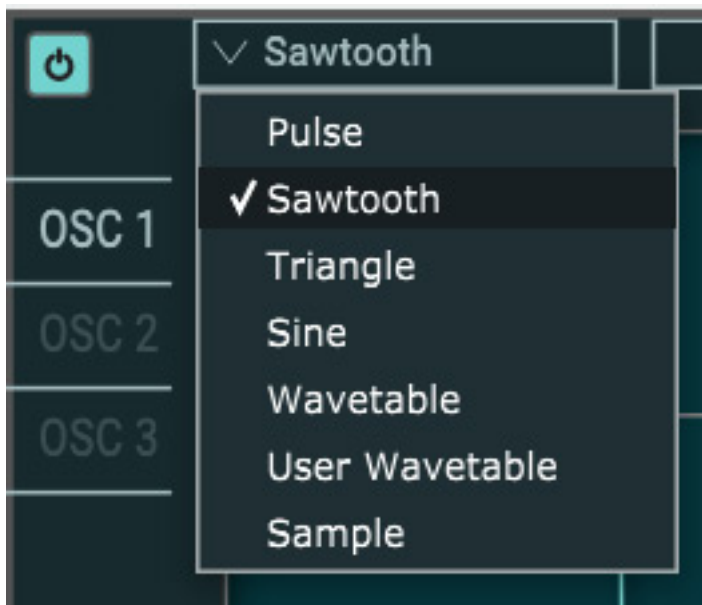 Sawtooth
Pulse
Sawtooth
OSC 1
Triangle
OSC 2
Sine
Wavetable
OSC 3
User Wavetable
Sample